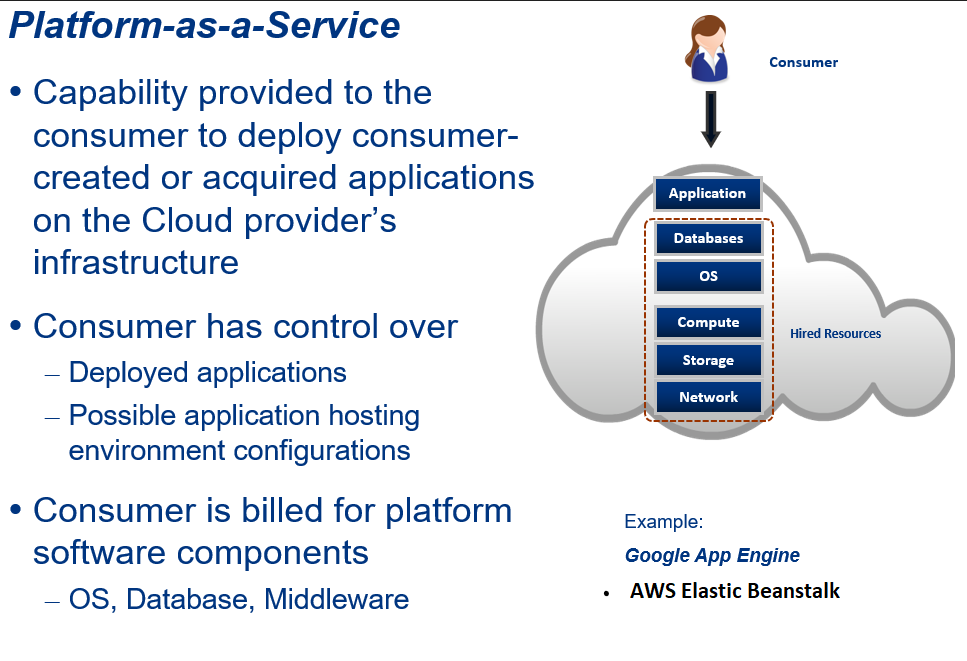 Platform-as-a-Service
• Capability provided to the
consumer to deploy consumer-
created or acquired applications
on the Cloud provider’s
infrastructure
• Consumer has control over
– Deployed applications
– Possible application hosting
environment configurations
• Consumer is billed for platform
software components
– OS, Database, Middleware
Consumer
Application
Databases
OS
Compute
Storage
Network
Hired Resources
Example:
Google App Engine
• AWS Elastic Beanstalk